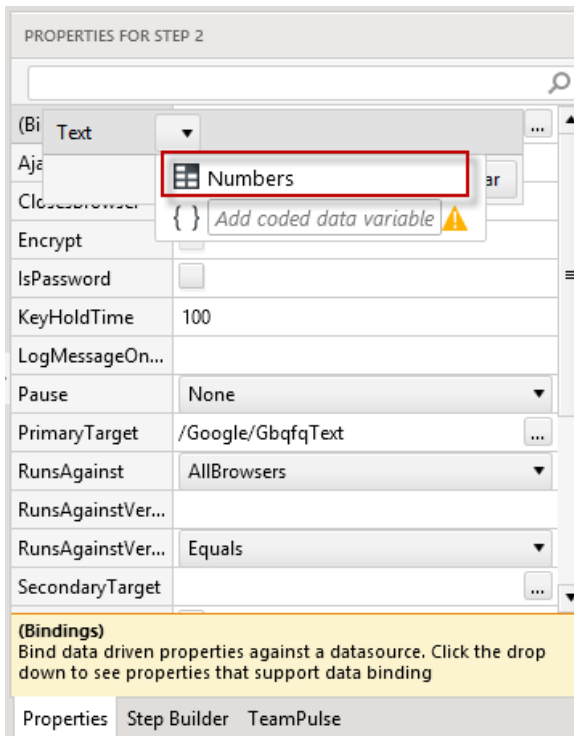 PROPERTIES FOR STEP 2
(Bi Text ...
Aja
Numbers
ar
ClosesBrowser
{ } Add coded data variable
Encrypt
IsPassword
KeyHoldTime 100
LogMessageOn...
Pause None
PrimaryTarget /Google/GbqfqText ...
RunsAgainst AllBrowsers
RunsAgainstVer...
RunsAgainstVer... Equals
SecondaryTarget ...
(Bindings)
Bind data driven properties against a datasource. Click the drop
down to see properties that support data binding
Properties Step Builder TeamPulse